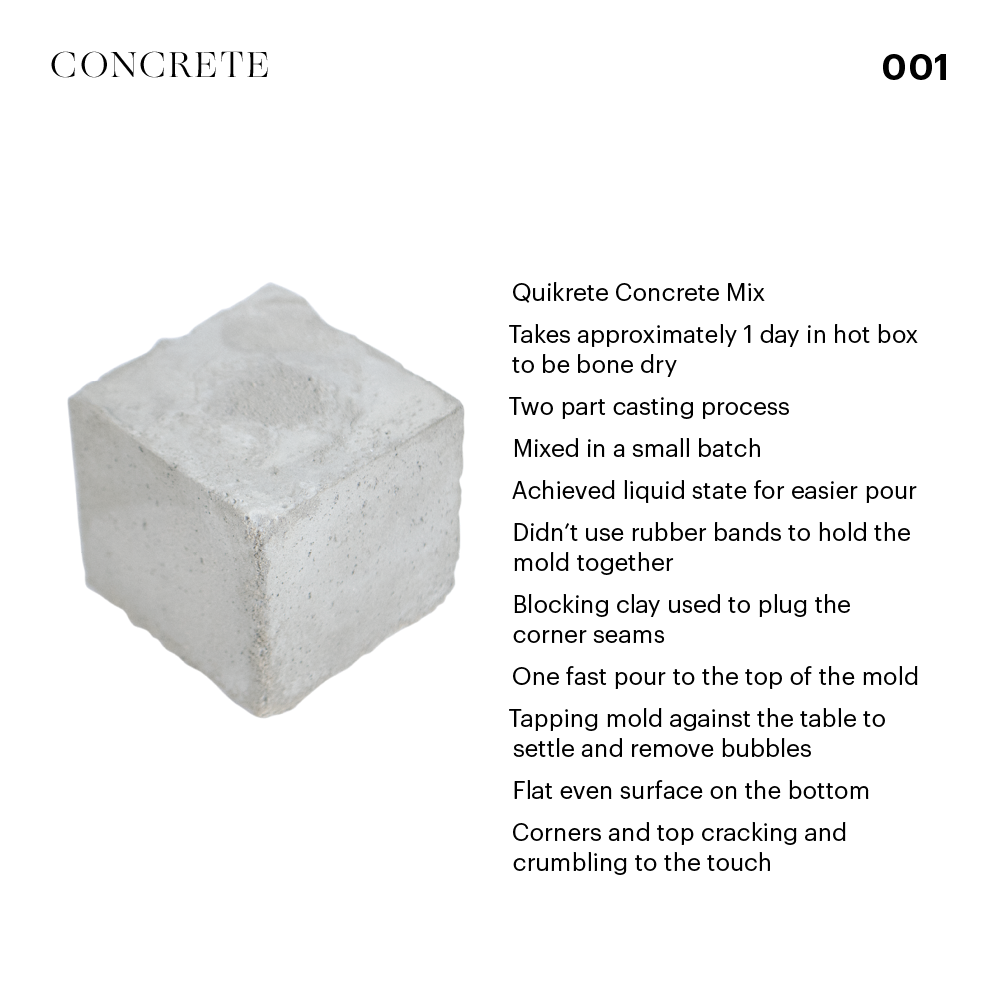 CONCRETE
001
Quikrete Concrete Mix
Takes approximately 1 day in hot box
to be bone dry
Two part casting process
Mixed in a small batch
Achieved liquid state for easier pour
Didn’t use rubber bands to hold the
mold together
Blocking clay used to plug the
corner seams
One fast pour to the top of the mold
Tapping mold against the table to
settle and remove bubbles
Flat even surface on the bottom
Corners and top cracking and
crumbling to the touch